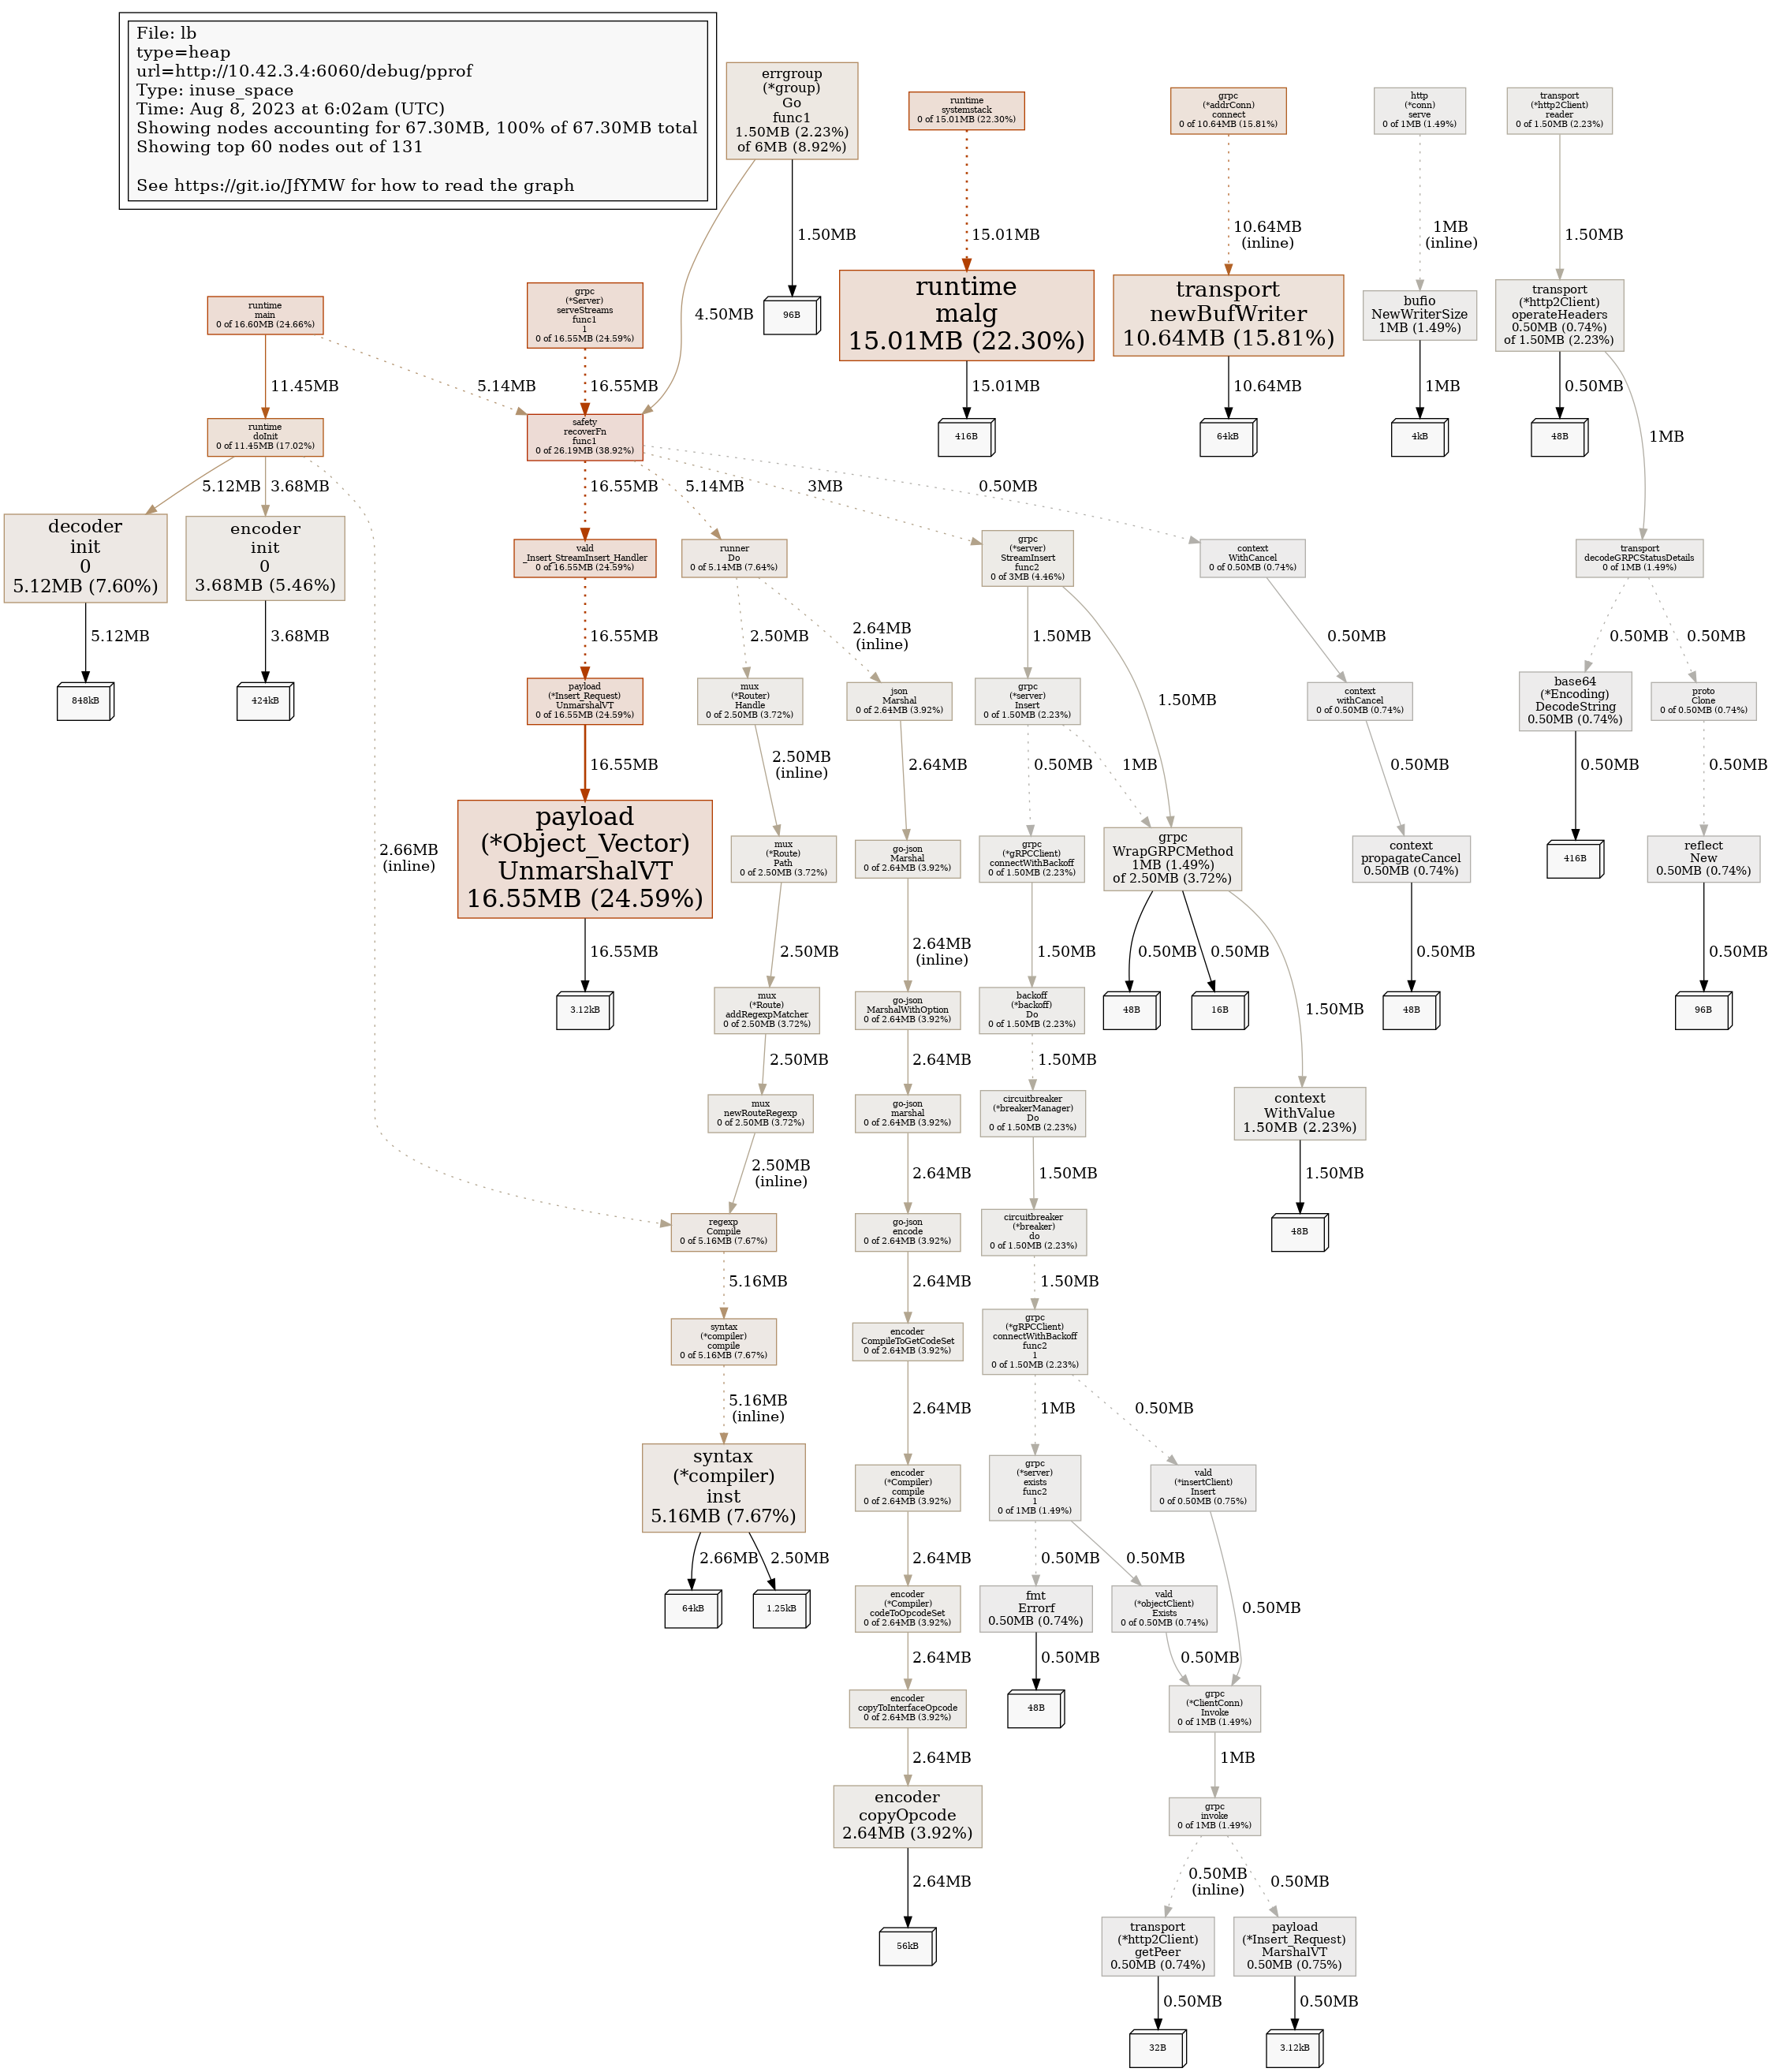 File: lb
type=heap
url=http://10.42.3.4:6060/debug/pprof
Type: inuse_space
Time: Aug 8, 2023 at 6:02am (UTC)
Showing nodes accounting for 67.30MB, 100% of 67.30MB total
Showing top 60 nodes out of 131
See https://git.io/JfYMW for how to read the graph
errgroup
(*group)
Go
func1
1.50MB (2.23%)
of 6MB (8.92%)
runtime
systemstack
0 of 15.01MB (22.30%)
grpc
(*addrConn)
connect
0 of 10.64MB (15.81%)
http
(*conn)
serve
0 of 1MB (1.49%)
transport
(*http2Client)
reader
0 of 1.50MB (2.23%)
4.50MB
1.50MB
15.01MB
10.64MB
(inline)
1MB
(inline)
1.50MB
runtime
main
0 of 16.60MB (24.66%)
grpc
(*Server)
serveStreams
func1
1
0 of 16.55MB (24.59%)
96B
runtime
malg
15.01MB (22.30%)
transport
newBufWriter
10.64MB (15.81%)
bufio
NewWriterSize
1MB (1.49%)
transport
(*http2Client)
operateHeaders
0.50MB (0.74%)
of 1.50MB (2.23%)
11.45MB
5.14MB
16.55MB
15.01MB
10.64MB
1MB
0.50MB
1MB
runtime
doInit
0 of 11.45MB (17.02%)
safety
recoverFn
func1
0 of 26.19MB (38.92%)
416B
64kB
4kB
48B
5.12MB
3.68MB
2.66MB
(inline)
16.55MB
5.14MB
3MB
0.50MB
decoder
init
0
5.12MB (7.60%)
encoder
init
0
3.68MB (5.46%)
vald
_Insert_StreamInsert_Handler
0 of 16.55MB (24.59%)
runner
Do
0 of 5.14MB (7.64%)
grpc
(*server)
StreamInsert
func2
0 of 3MB (4.46%)
context
WithCancel
0 of 0.50MB (0.74%)
transport
decodeGRPCStatusDetails
0 of 1MB (1.49%)
5.12MB
3.68MB
16.55MB
2.50MB
2.64MB
(inline)
1.50MB
1.50MB
0.50MB
0.50MB
0.50MB
848kB
424kB
payload
(*Insert_Request)
UnmarshalVT
0 of 16.55MB (24.59%)
mux
(*Router)
Handle
0 of 2.50MB (3.72%)
json
Marshal
0 of 2.64MB (3.92%)
grpc
(*server)
Insert
0 of 1.50MB (2.23%)
context
withCancel
0 of 0.50MB (0.74%)
base64
(*Encoding)
DecodeString
0.50MB (0.74%)
proto
Clone
0 of 0.50MB (0.74%)
16.55MB
2.50MB
(inline)
2.64MB
0.50MB
1MB
0.50MB
0.50MB
0.50MB
payload
(*Object_Vector)
UnmarshalVT
16.55MB (24.59%)
mux
(*Route)
Path
0 of 2.50MB (3.72%)
go-json
Marshal
0 of 2.64MB (3.92%)
grpc
(*gRPCClient)
connectWithBackoff
0 of 1.50MB (2.23%)
grpc
WrapGRPCMethod
1MB (1.49%)
of 2.50MB (3.72%)
context
propagateCancel
0.50MB (0.74%)
416B
reflect
New
0.50MB (0.74%)
16.55MB
2.50MB
2.64MB
(inline)
1.50MB
0.50MB
0.50MB
1.50MB
0.50MB
0.50MB
3.12kB
mux
(*Route)
addRegexpMatcher
0 of 2.50MB (3.72%)
go-json
MarshalWithOption
0 of 2.64MB (3.92%)
backoff
(*backoff)
Do
0 of 1.50MB (2.23%)
48B
16B
48B
96B
2.50MB
2.64MB
1.50MB
mux
newRouteRegexp
0 of 2.50MB (3.72%)
go-json
marshal
0 of 2.64MB (3.92%)
circuitbreaker
(*breakerManager)
Do
0 of 1.50MB (2.23%)
context
WithValue
1.50MB (2.23%)
2.50MB
(inline)
2.64MB
1.50MB
1.50MB
regexp
Compile
0 of 5.16MB (7.67%)
go-json
encode
0 of 2.64MB (3.92%)
circuitbreaker
(*breaker)
do
0 of 1.50MB (2.23%)
48B
5.16MB
2.64MB
1.50MB
syntax
(*compiler)
compile
0 of 5.16MB (7.67%)
encoder
CompileToGetCodeSet
0 of 2.64MB (3.92%)
grpc
(*gRPCClient)
connectWithBackoff
func2
1
0 of 1.50MB (2.23%)
5.16MB
(inline)
2.64MB
1MB
0.50MB
syntax
(*compiler)
inst
5.16MB (7.67%)
encoder
(*Compiler)
compile
0 of 2.64MB (3.92%)
grpc
(*server)
exists
func2
1
0 of 1MB (1.49%)
vald
(*insertClient)
Insert
0 of 0.50MB (0.75%)
2.66MB
2.50MB
2.64MB
0.50MB
0.50MB
0.50MB
64kB
1.25kB
encoder
(*Compiler)
codeToOpcodeSet
0 of 2.64MB (3.92%)
fmt
Errorf
0.50MB (0.74%)
vald
(*objectClient)
Exists
0 of 0.50MB (0.74%)
2.64MB
0.50MB
0.50MB
encoder
copyToInterfaceOpcode
0 of 2.64MB (3.92%)
48B
grpc
(*ClientConn)
Invoke
0 of 1MB (1.49%)
2.64MB
1MB
encoder
copyOpcode
2.64MB (3.92%)
grpc
invoke
0 of 1MB (1.49%)
2.64MB
0.50MB
(inline)
0.50MB
56kB
transport
(*http2Client)
getPeer
0.50MB (0.74%)
payload
(*Insert_Request)
MarshalVT
0.50MB (0.75%)
0.50MB
0.50MB
32B
3.12kB